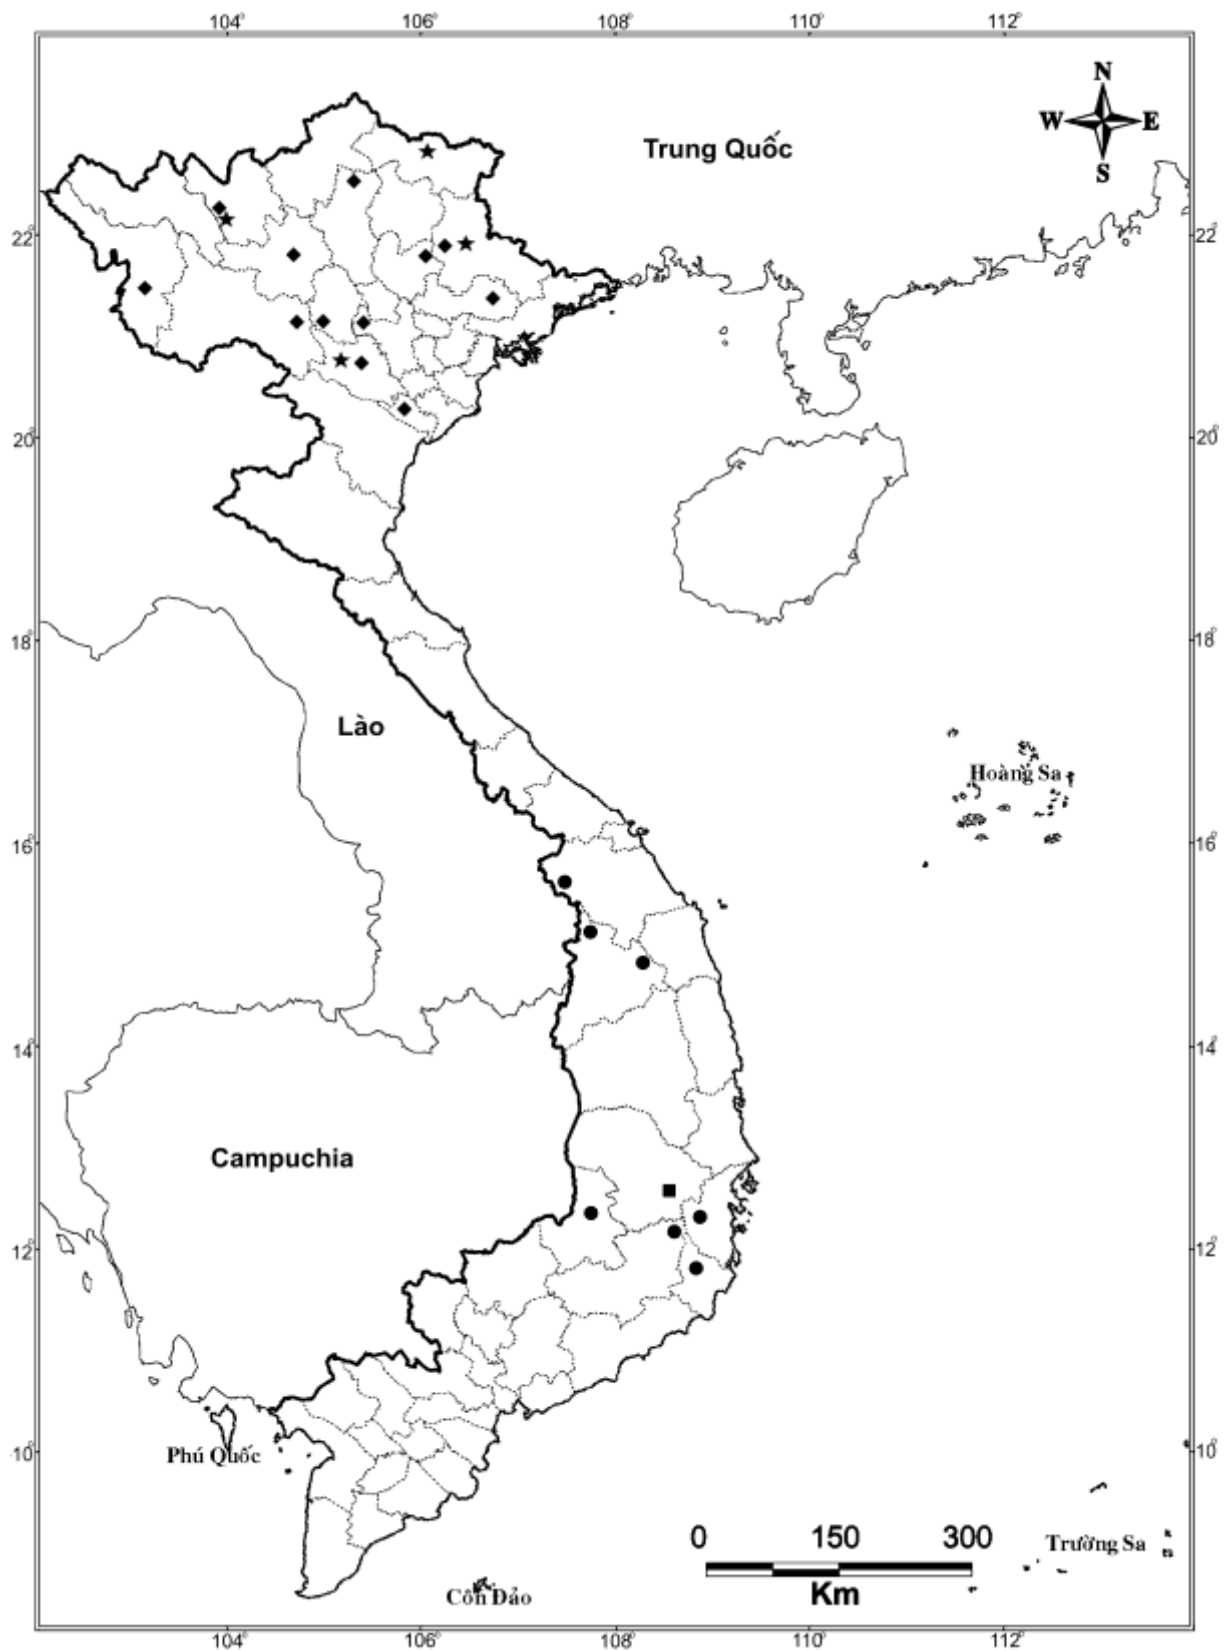 104° 106° 108° 110° 112°
N
W E
S
Trung Quốc
22° 22°
20° 20°
18° 18°
Lào
Hoàng Sa
16° 16°
14° 14°
Campuchia
12° 12°
Phú Quốc
10° 10°
0 150 300
Km
Trường Sa
Côn Đảo
104° 106° 108° 110° 112°